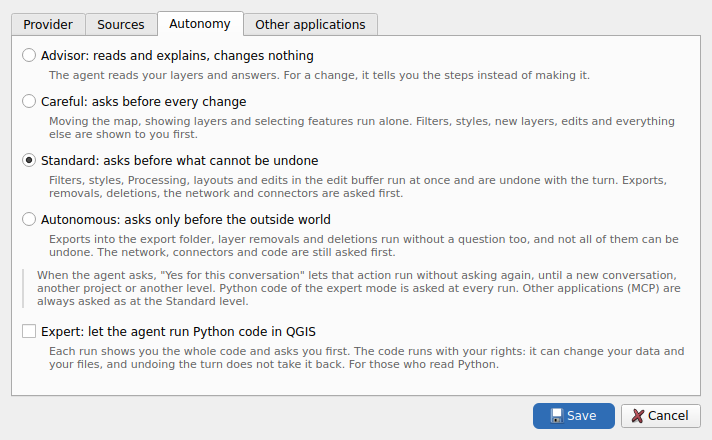 Provider
Sources
Autonomy
Other applications
Advisor: reads and explains, changes nothing
The agent reads your layers and answers. For a change, it tells you the steps instead of making it.
Careful: asks before every change
Moving the map, showing layers and selecting features run alone. Filters, styles, new layers, edits and everything
else are shown to you first.
Standard: asks before what cannot be undone
Filters, styles, Processing, layouts and edits in the edit buffer run at once and are undone with the turn. Exports,
removals, deletions, the network and connectors are asked first.
Autonomous: asks only before the outside world
Exports into the export folder, layer removals and deletions run without a question too, and not all of them can be
undone. The network, connectors and code are still asked first.
When the agent asks, "Yes for this conversation" lets that action run without asking again, until a new conversation,
another project or another level. Python code of the expert mode is asked at every run. Other applications (MCP) are
always asked as at the Standard level.
Expert: let the agent run Python code in QGIS
Each run shows you the whole code and asks you first. The code runs with your rights: it can change your data and
your files, and undoing the turn does not take it back. For those who read Python.
Save
Cancel